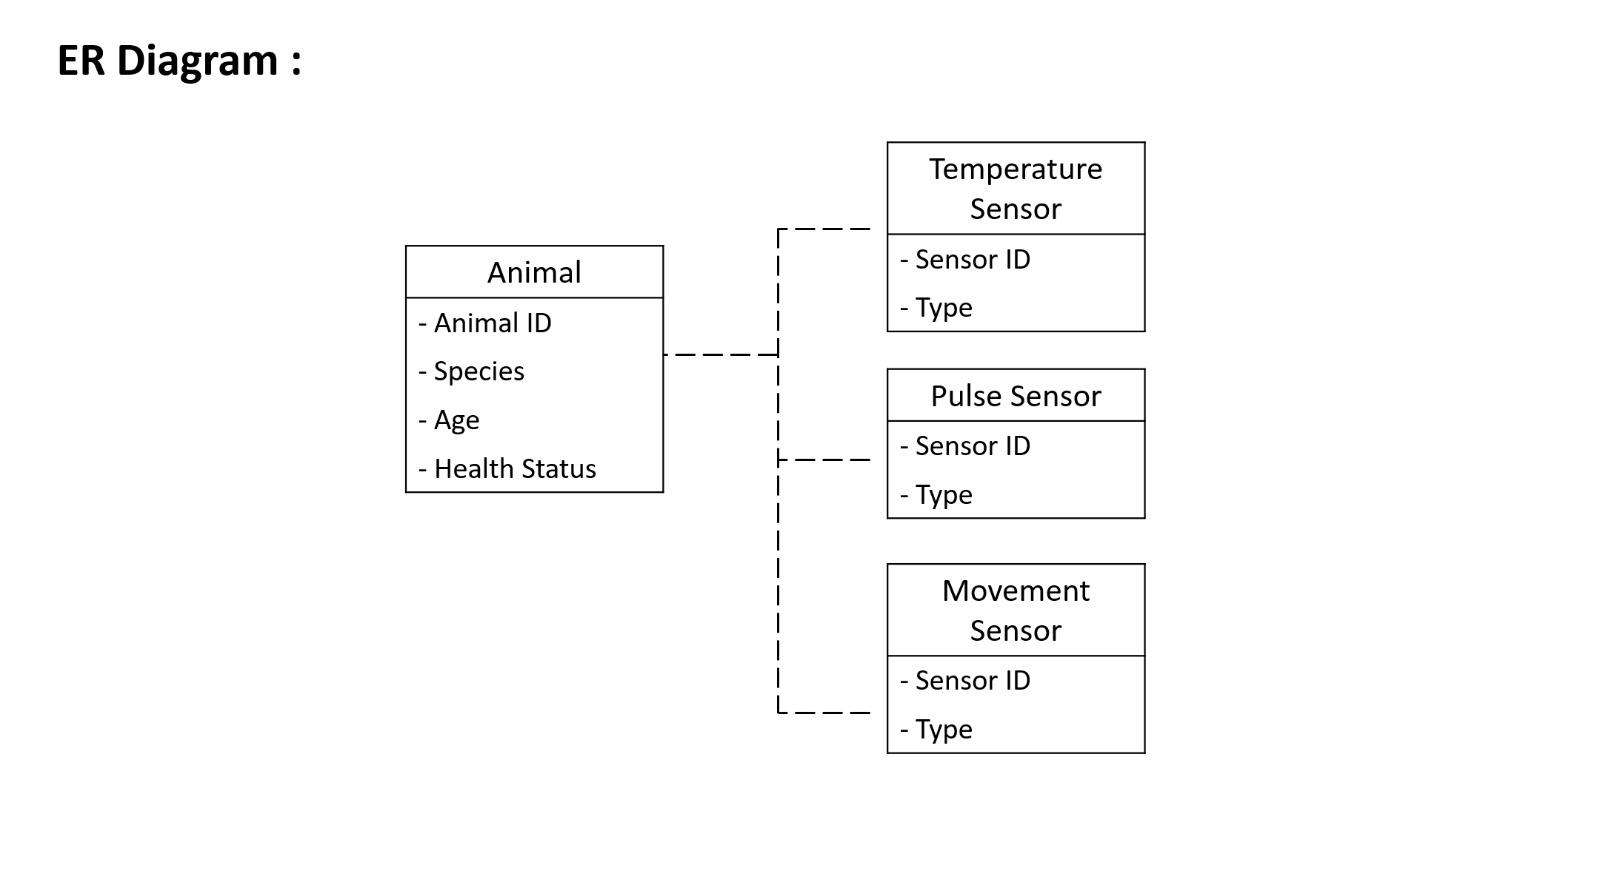 ER Diagram :
Animal
- Animal ID
- Species
- Age
- Health Status
Temperature
Sensor
- Sensor ID
- Type
Pulse Sensor
- Sensor ID
- Type
Movement
Sensor
- Sensor ID
- Type